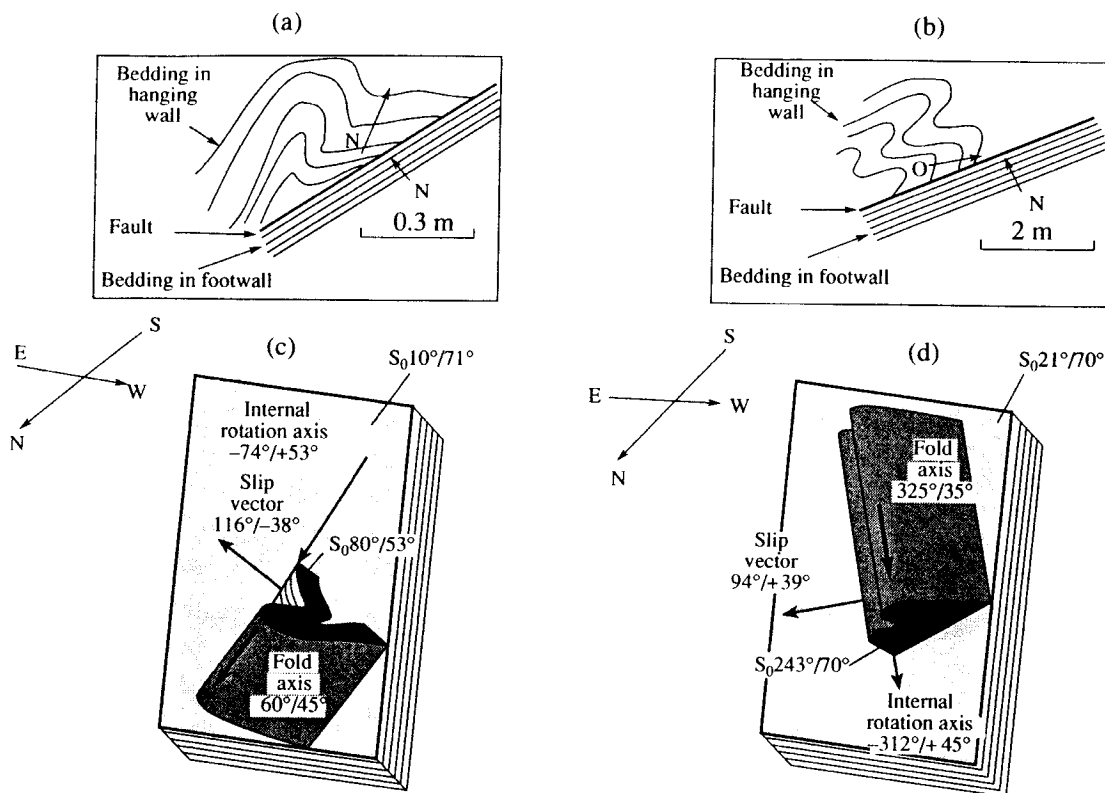 (a)
Bedding in
hanging
wall
N
N
0.3 m
Fault
Bedding in footwall
(b)
Bedding in
hanging
wall
O
N
2 m
Fault
Bedding in footwall
(c)
S
E
W
N
S₀10°/71°
Internal
rotation axis
–74°/+53°
Slip
vector
116°/–38°
S₀80°/53°
Fold
axis
60°/45°
(d)
S
E
W
N
S₀21°/70°
Fold
axis
325°/35°
Slip
vector
94°/+39°
S₀243°/70°
Internal
rotation axis
–312°/+45°